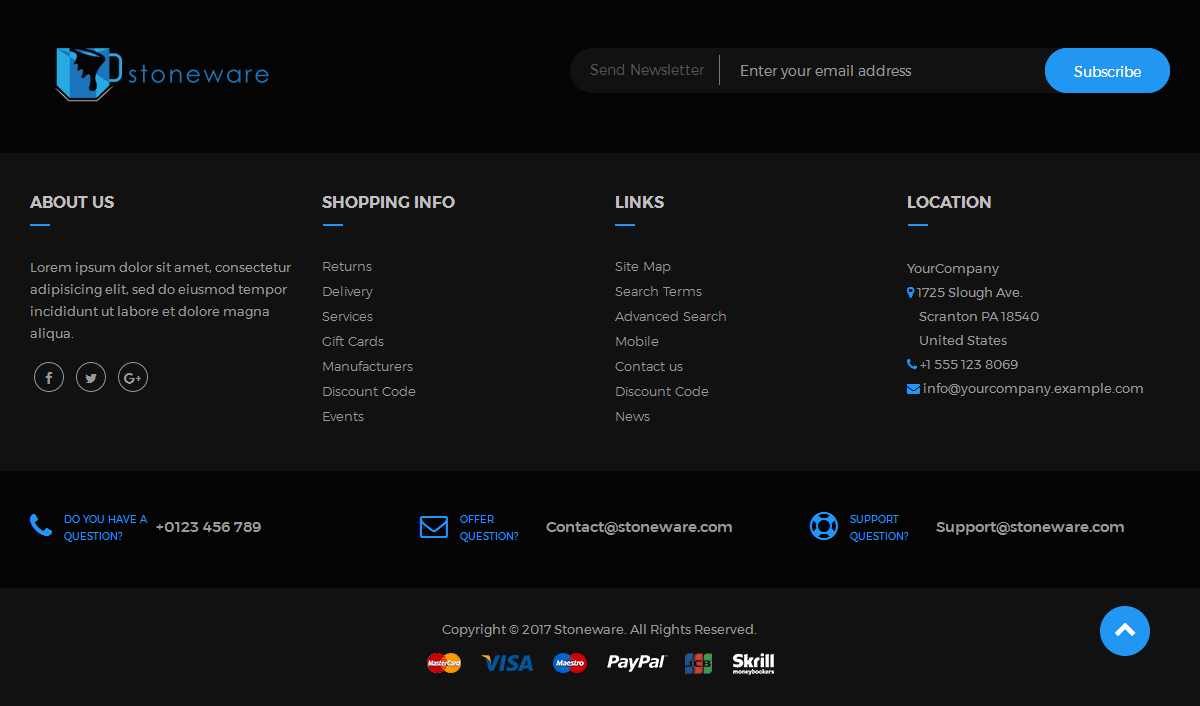 stoneware
Send Newsletter
Enter your email address
Subscribe
ABOUT US
Lorem ipsum dolor sit amet, consectetur
adipisicing elit, sed do eiusmod tempor
incididunt ut labore et dolore magna
aliqua.
SHOPPING INFO
Returns
Delivery
Services
Gift Cards
Manufacturers
Discount Code
Events
LINKS
Site Map
Search Terms
Advanced Search
Mobile
Contact us
Discount Code
News
LOCATION
YourCompany
1725 Slough Ave.
Scranton PA 18540
United States
+1 555 123 8069
info@yourcompany.example.com
DO YOU HAVE A
QUESTION?
+0123 456 789
OFFER
QUESTION?
Contact@stoneware.com
SUPPORT
QUESTION?
Support@stoneware.com
Copyright © 2017 Stoneware. All Rights Reserved.
MasterCard VISA Maestro PayPal JCB Skrill
moneybookers